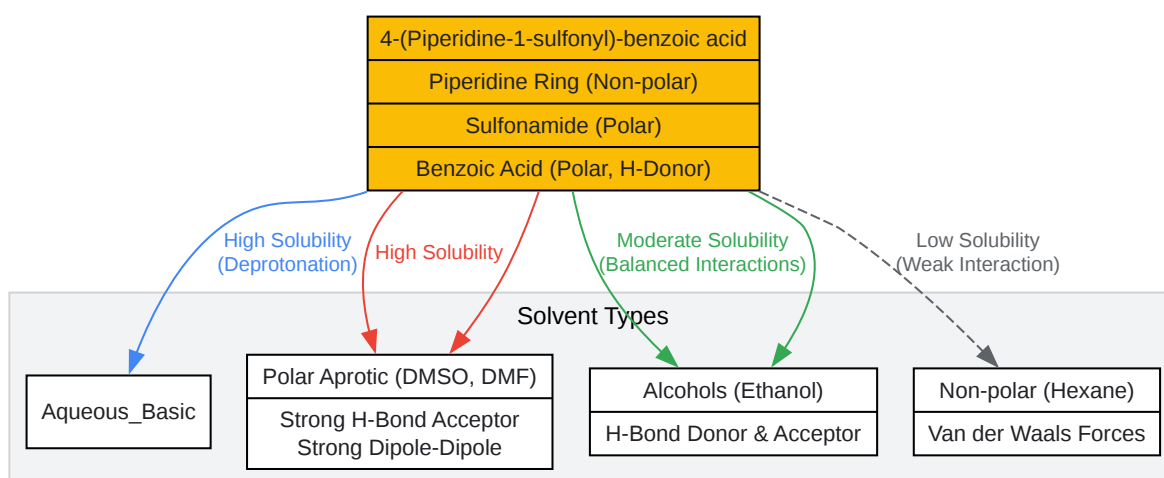 4-(Piperidine-1-sulfonyl)-benzoic acid
Piperidine Ring (Non-polar)
Sulfonamide (Polar)
Benzoic Acid (Polar, H-Donor)
High Solubility
(Deprotonation)
High Solubility
Moderate Solubility
(Balanced Interactions)
Low Solubility
(Weak Interaction)
Solvent Types
Aqueous_Basic
Polar Aprotic (DMSO, DMF)
Strong H-Bond Acceptor
Strong Dipole-Dipole
Alcohols (Ethanol)
H-Bond Donor & Acceptor
Non-polar (Hexane)
Van der Waals Forces